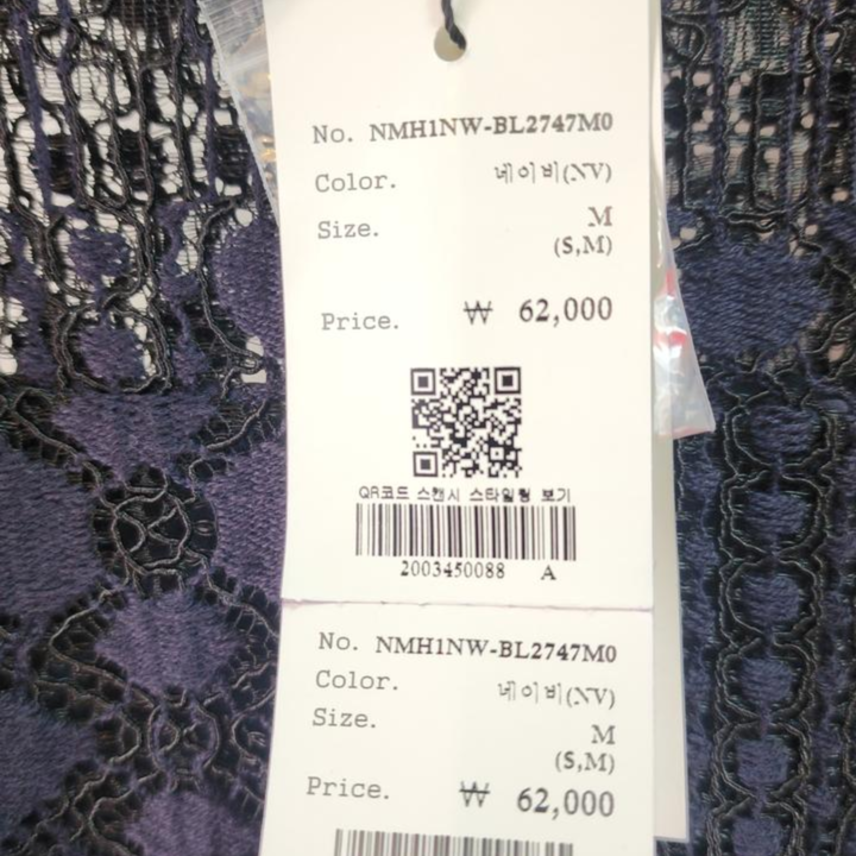 No. NMH1NW-BL2747M0
Color. 네이비(NV)
Size. M
(S,M)
Price. ₩ 62,000
QR코드 스캔시 스타일링 보기
2003450088 A
No. NMH1NW-BL2747M0
Color. 네이비(NV)
Size. M
(S,M)
Price. ₩ 62,000